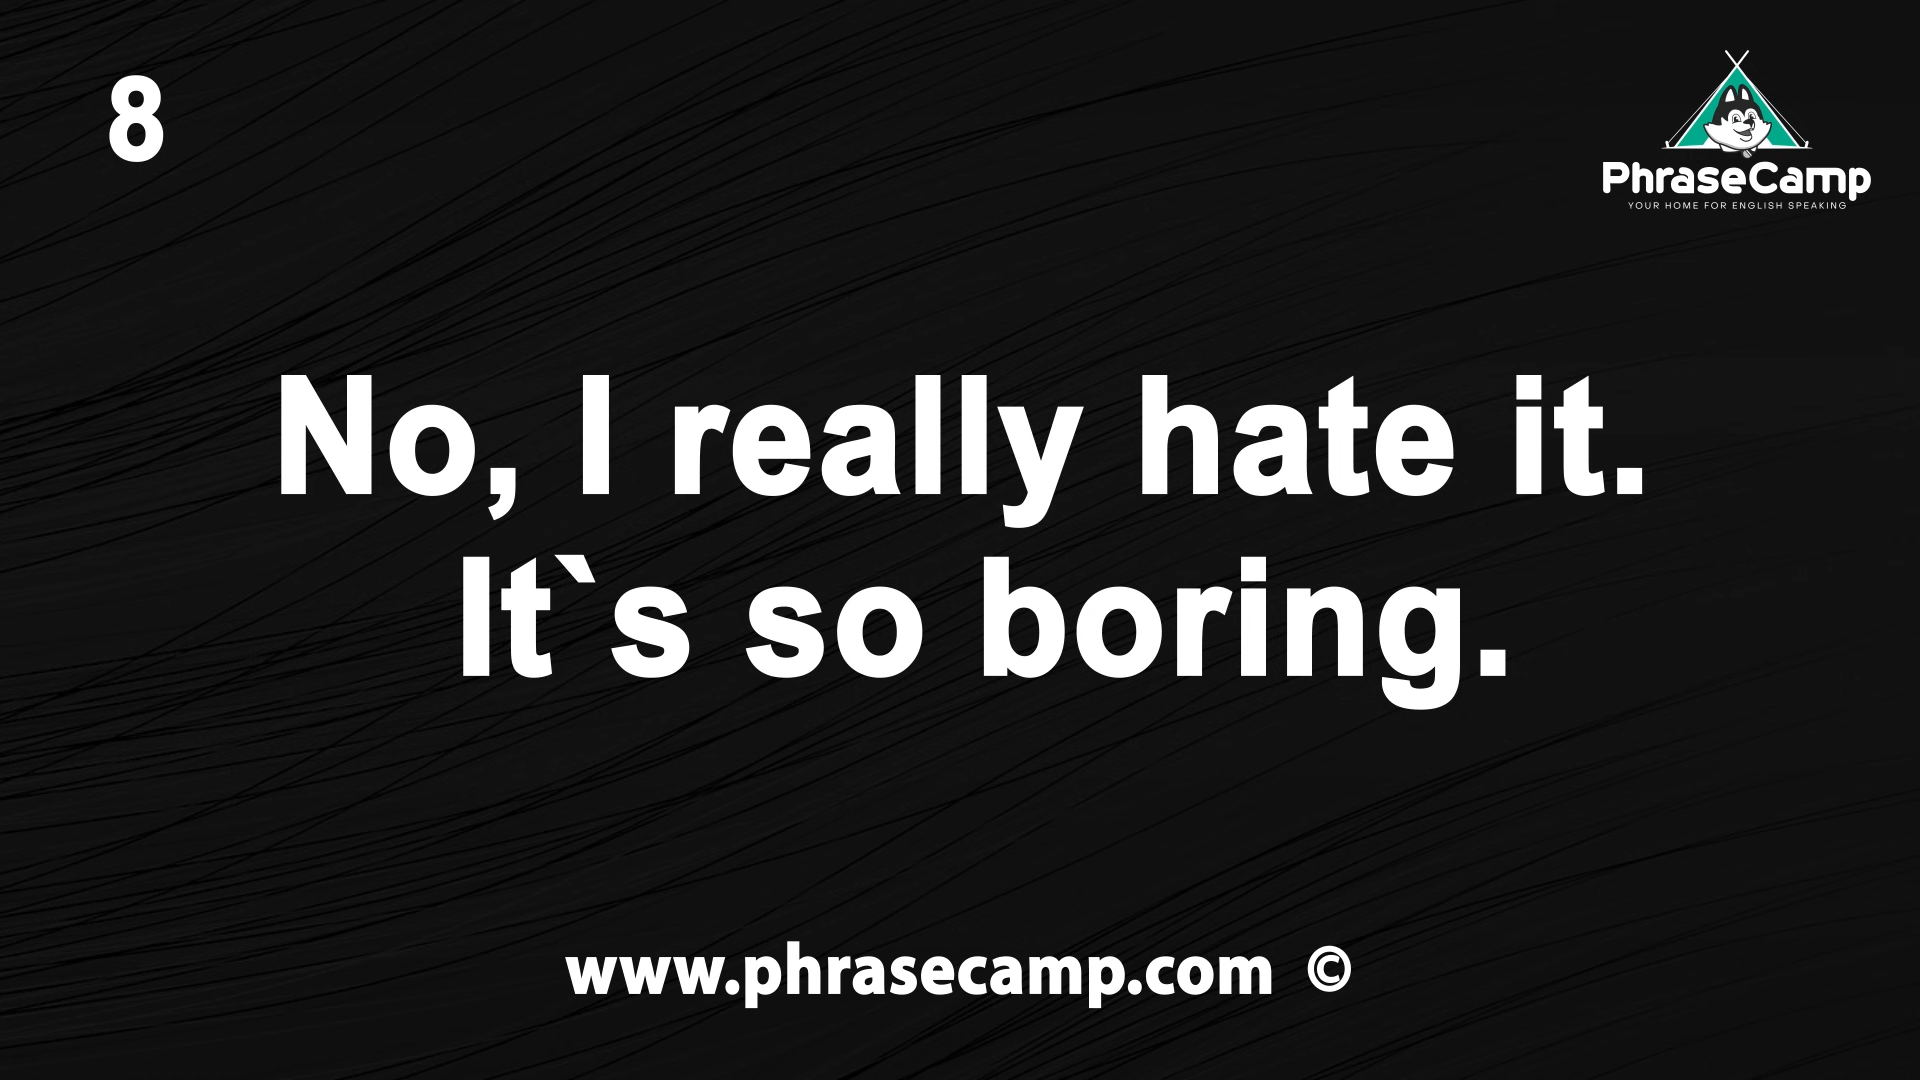 8
PhraseCamp
YOUR HOME FOR ENGLISH SPEAKING
No, I really hate it.
It`s so boring.
www.phrasecamp.com ©